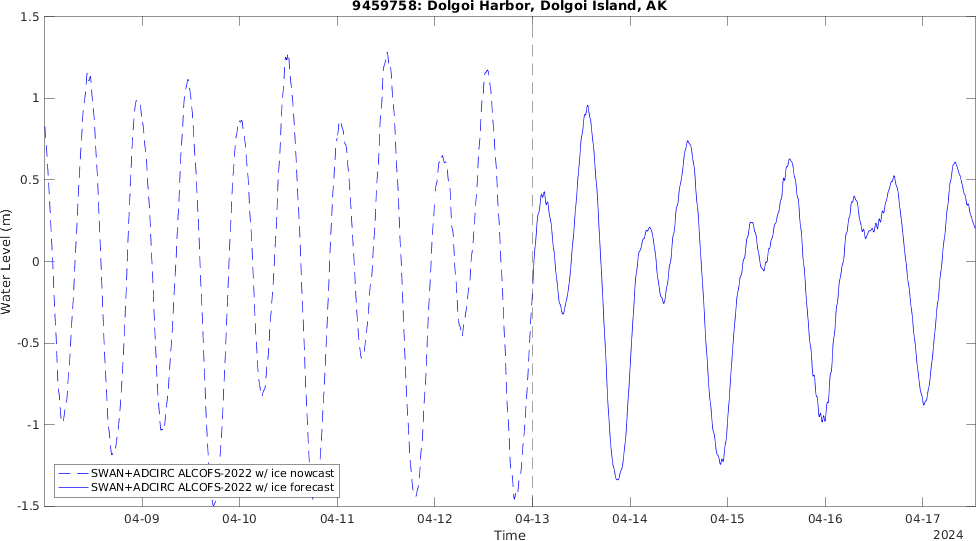 9459758: Dolgoi Harbor, Dolgoi Island, AK
1.5
1
0.5
0
-0.5
-1
-1.5
Water Level (m)
SWAN+ADCIRC ALCOFS-2022 w/ ice nowcast
SWAN+ADCIRC ALCOFS-2022 w/ ice forecast
04-09 04-10 04-11 04-12 04-13 04-14 04-15 04-16 04-17
Time
2024